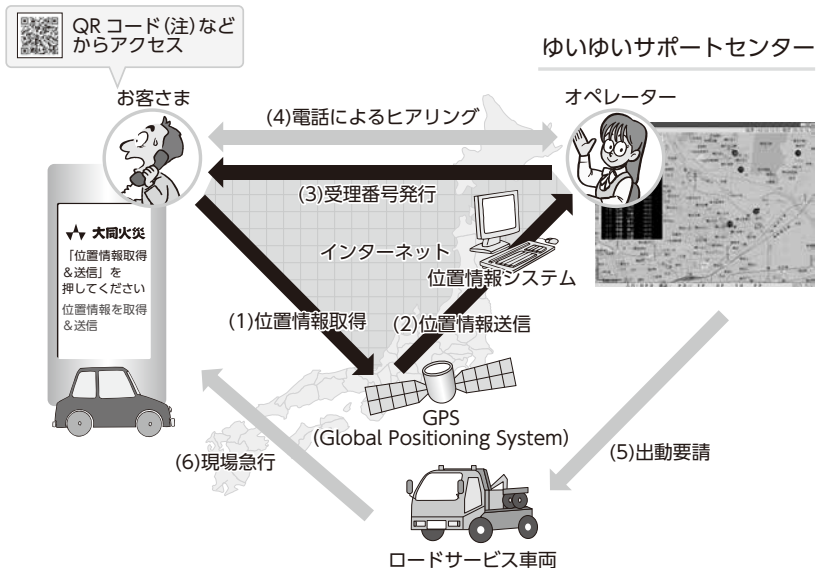 QRコード(注)など
からアクセス
ゆいゆいサポートセンター
お客さま
オペレーター
(4)電話によるヒアリング
(3)受理番号発行
大同火災
「位置情報取得
&送信」を
押してください
位置情報を取得
&送信
インターネット
位置情報システム
(1)位置情報取得
(2)位置情報送信
GPS
(Global Positioning System)
(6)現場急行
(5)出動要請
ロードサービス車両